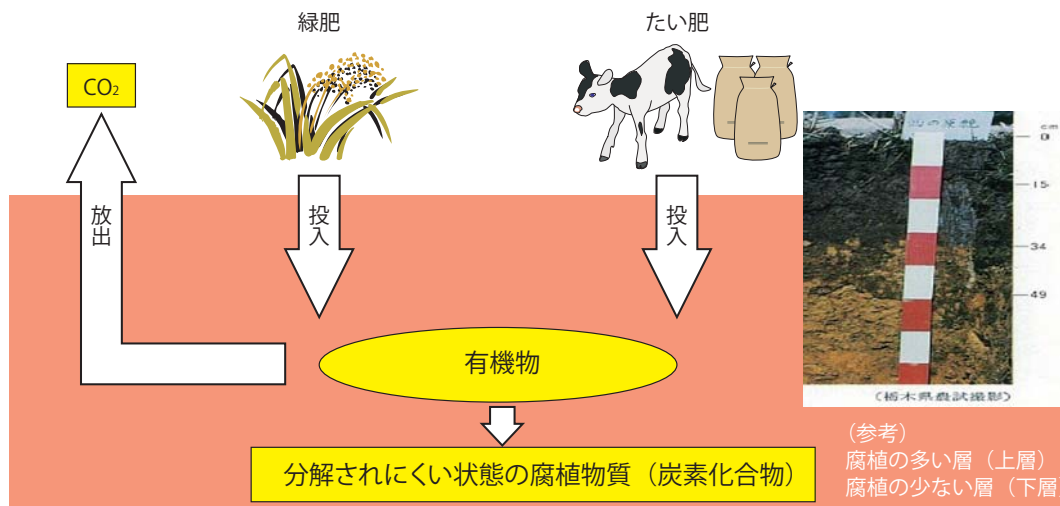 緑肥
たい肥
CO₂
放出
投入
投入
有機物
分解されにくい状態の腐植物質（炭素化合物）
cm
0
15
34
49
（栃木県農試撮影）
（参考）
腐植の多い層（上層）
腐植の少ない層（下層